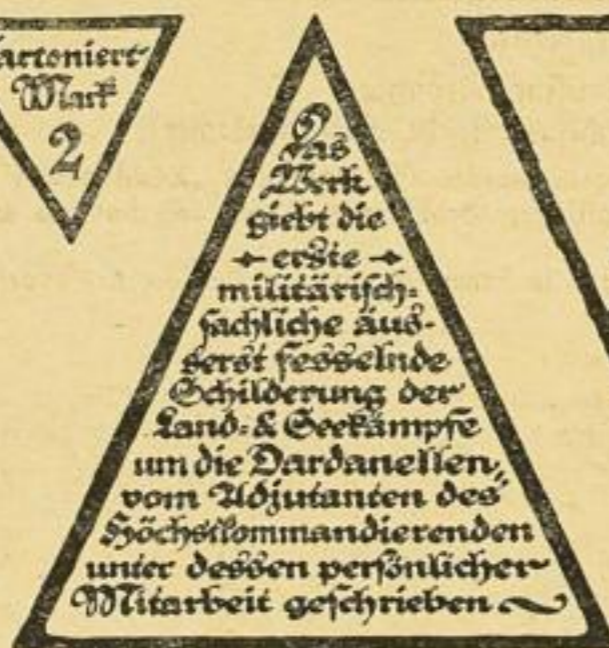 Cartoniert
Mark
2
Das
Werk
giebt die
erste
militärisch-
fachliche äus-
serst fesselnde
Schilderung der
Land- & Seekämpfe
um die Dardanellen,
vom Adjutanten des
Höchstkommandierenden
unter dessen persönlicher
Mitarbeit geschrieben